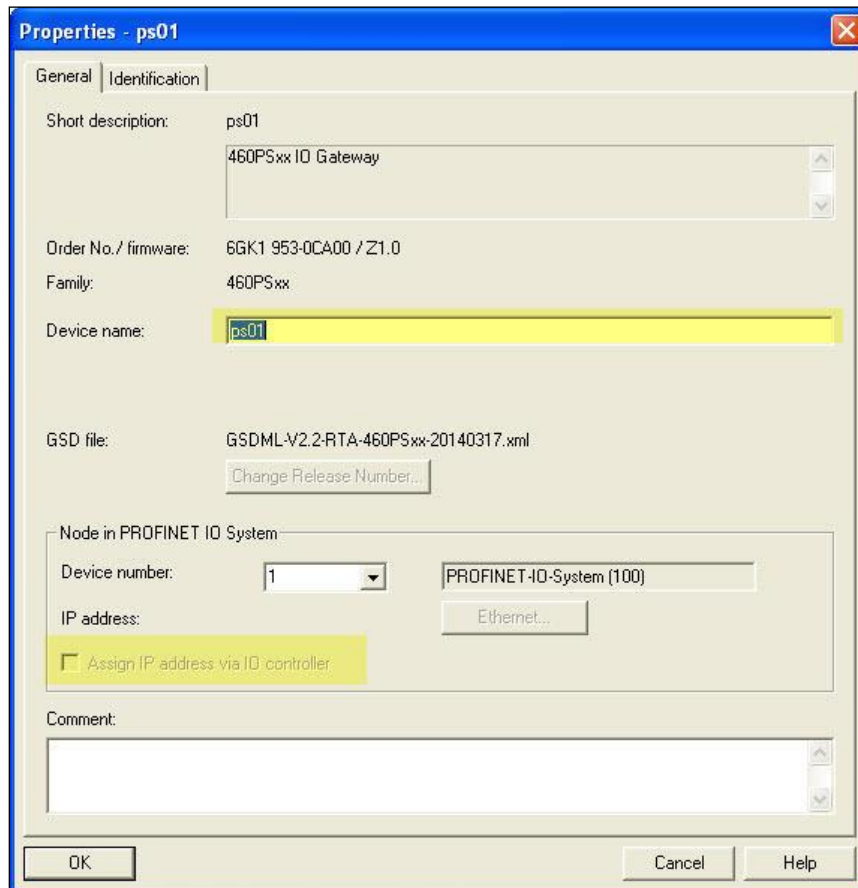 Properties - ps01
General Identification
Short description: ps01
460PSxx IO Gateway
Order No./ firmware: 6GK1 953-0CA00 / Z1.0
Family: 460PSxx
Device name: ps01
GSD file: GSDML-V2.2-RTA-460PSxx-20140317.xml
Change Release Number...
Node in PROFINET IO System
Device number: 1 PROFINET-IO-System (100)
IP address: Ethernet...
Assign IP address via IO controller
Comment:
OK Cancel Help